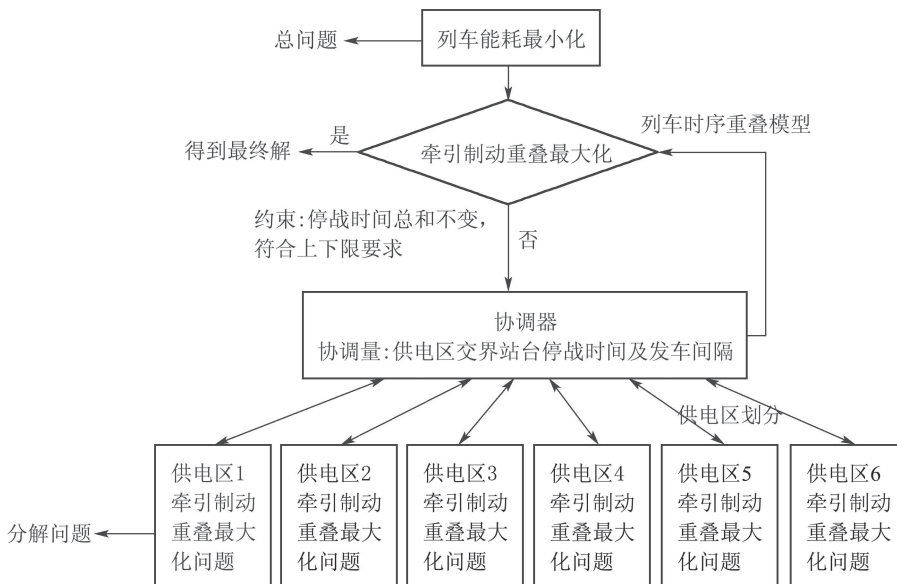 总问题
列车能耗最小化
列车时序重叠模型
是
得到最终解
牵引制动重叠最大化
约束:停战时间总和不变,
符合上下限要求
否
协调器
协调量:供电区交界站台停战时间及发车间隔
供电区划分
供电区1
牵引制动
重叠最大
化问题
供电区2
牵引制动
重叠最大
化问题
供电区3
牵引制动
重叠最大
化问题
供电区4
牵引制动
重叠最大
化问题
供电区5
牵引制动
重叠最大
化问题
供电区6
牵引制动
重叠最大
化问题
分解问题